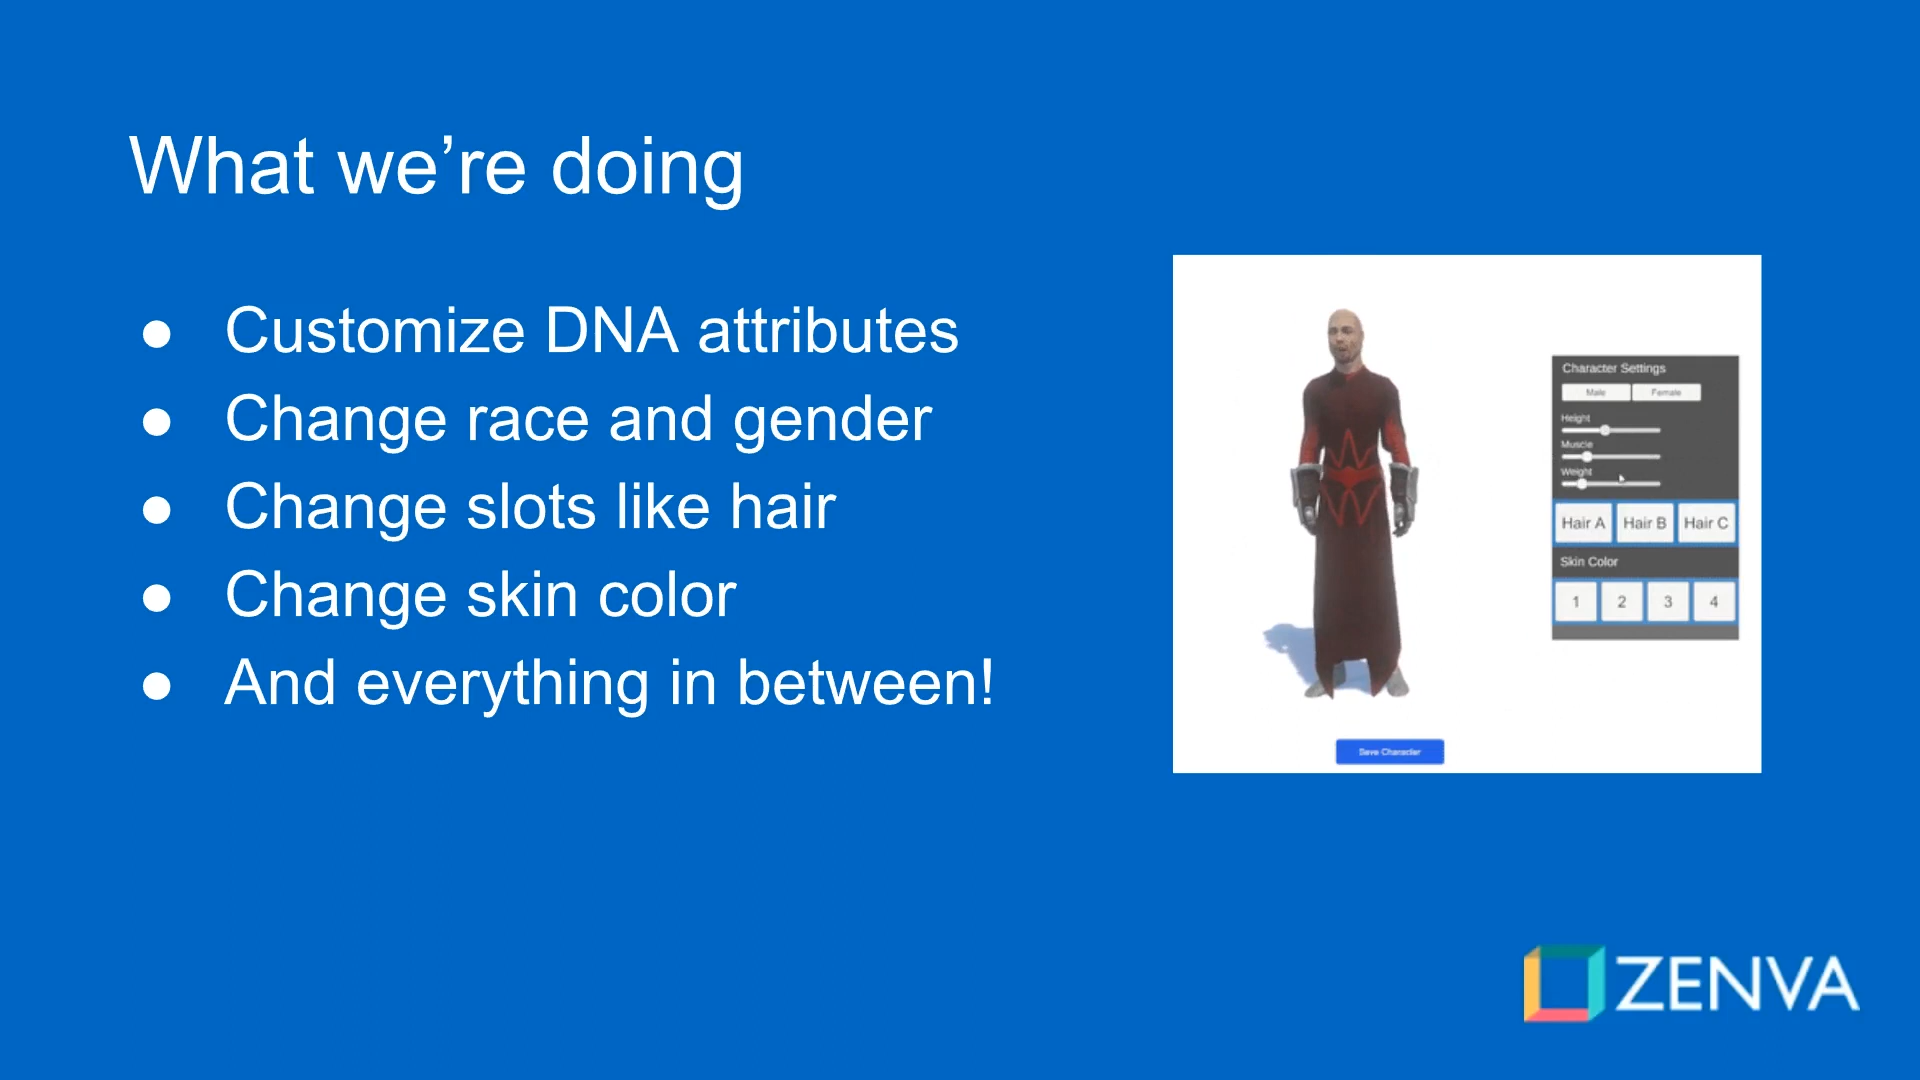 What we’re doing
● Customize DNA attributes
● Change race and gender
● Change slots like hair
● Change skin color
● And everything in between!
Character Settings
Male Female
Height
Muscle
Weight
Hair A Hair B Hair C
Skin Color
1 2 3 4
Save Character
ZENVA